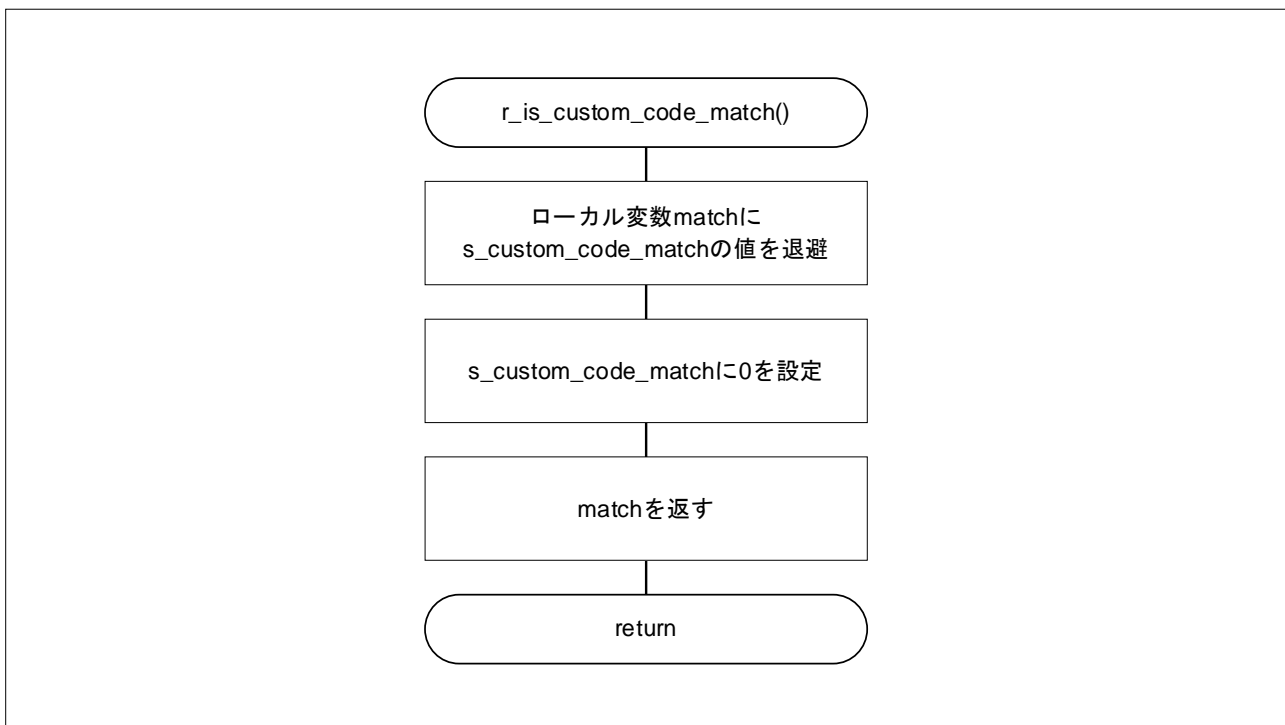 r_is_custom_code_match()
ローカル変数matchに
s_custom_code_matchの値を退避
s_custom_code_matchに0を設定
matchを返す
return